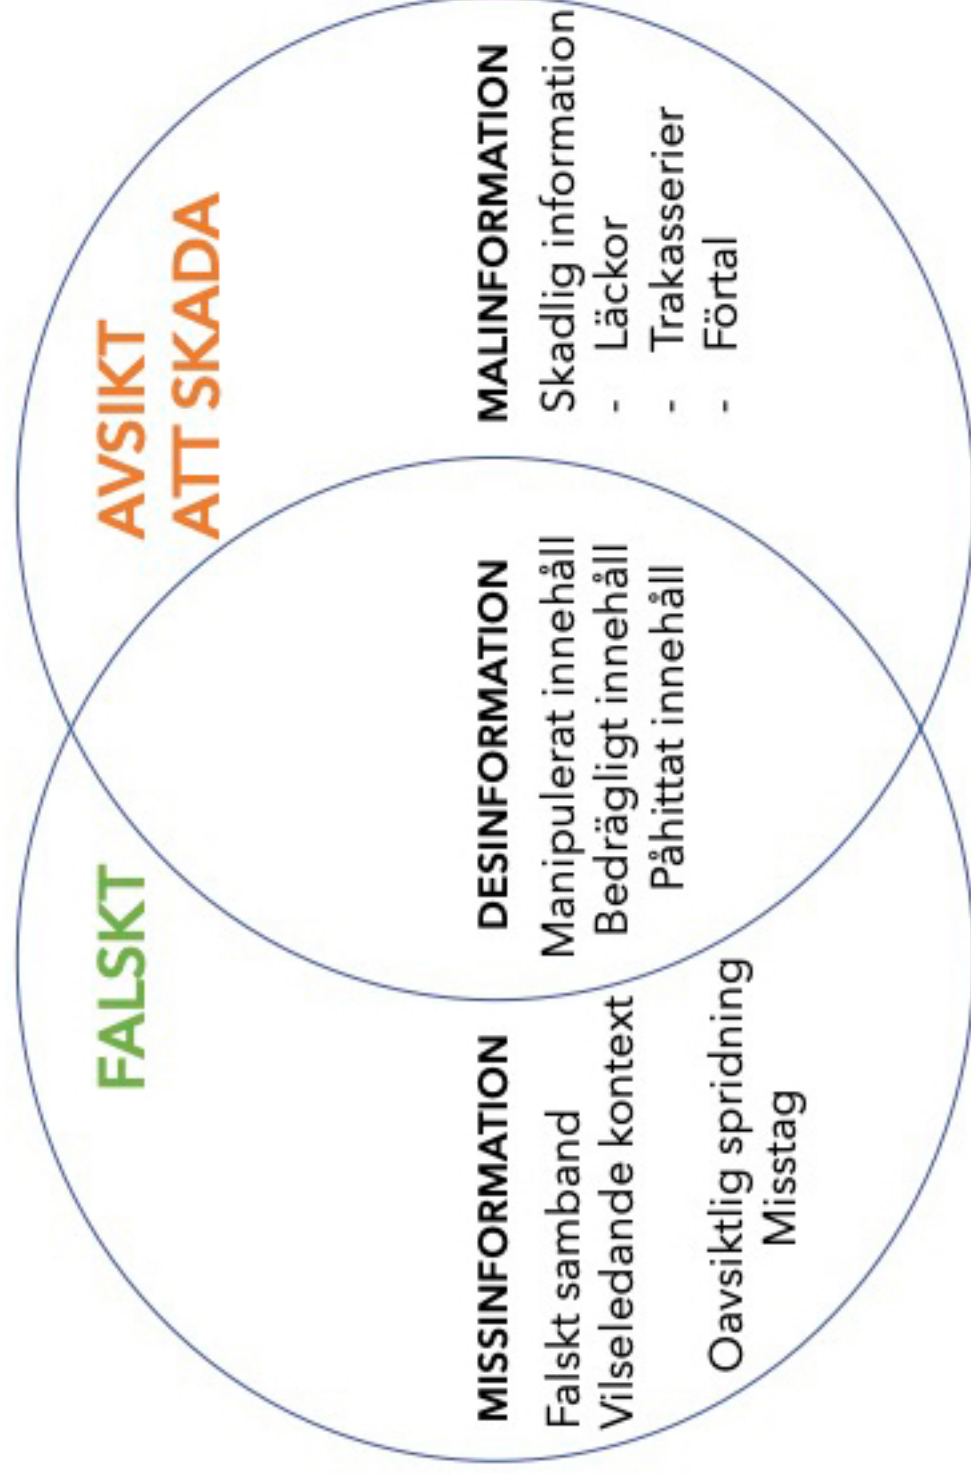 FALSKT
AVSIKT
ATT SKADA
MISSINFORMATION
Falskt samband
Vilseledande kontext
Oavsiktlig spridning
Misstag
DESINFORMATION
Manipulerat innehåll
Bedrägligt innehåll
Påhittat innehåll
MALINFORMATION
Skadlig information
- Läckor
- Trakasserier
- Förtal